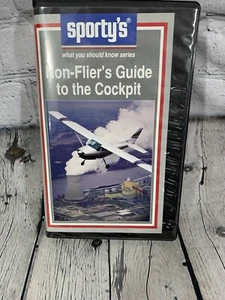 sporty's
what you should know series
Non-Flier's Guide
to the Cockpit